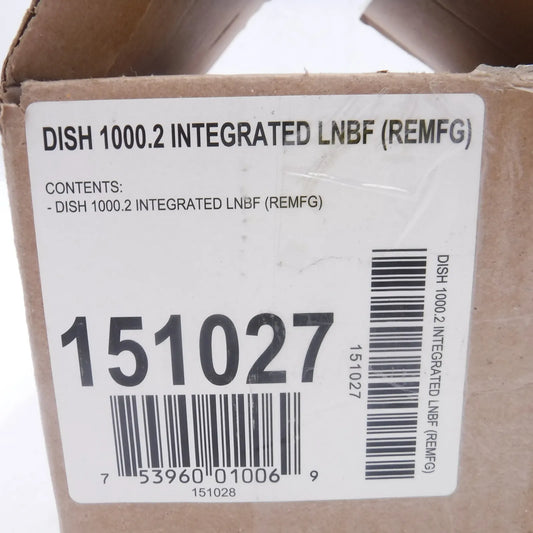 DISH 1000.2 INTEGRATED LNBF (REMFG)
CONTENTS:
- DISH 1000.2 INTEGRATED LNBF (REMFG)
151027
7 53960 01006 9
151028
DISH 1000.2 INTEGRATED LNBF (REMFG)
151027